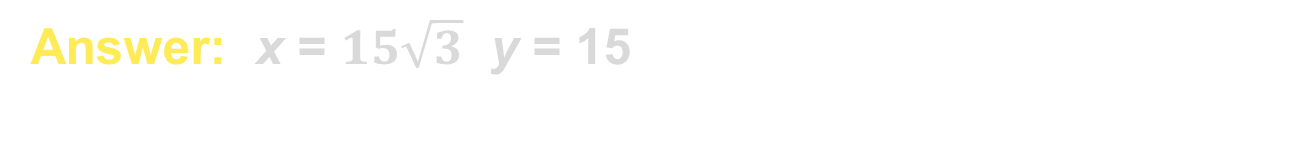 Answer: x = 15√3 y = 15